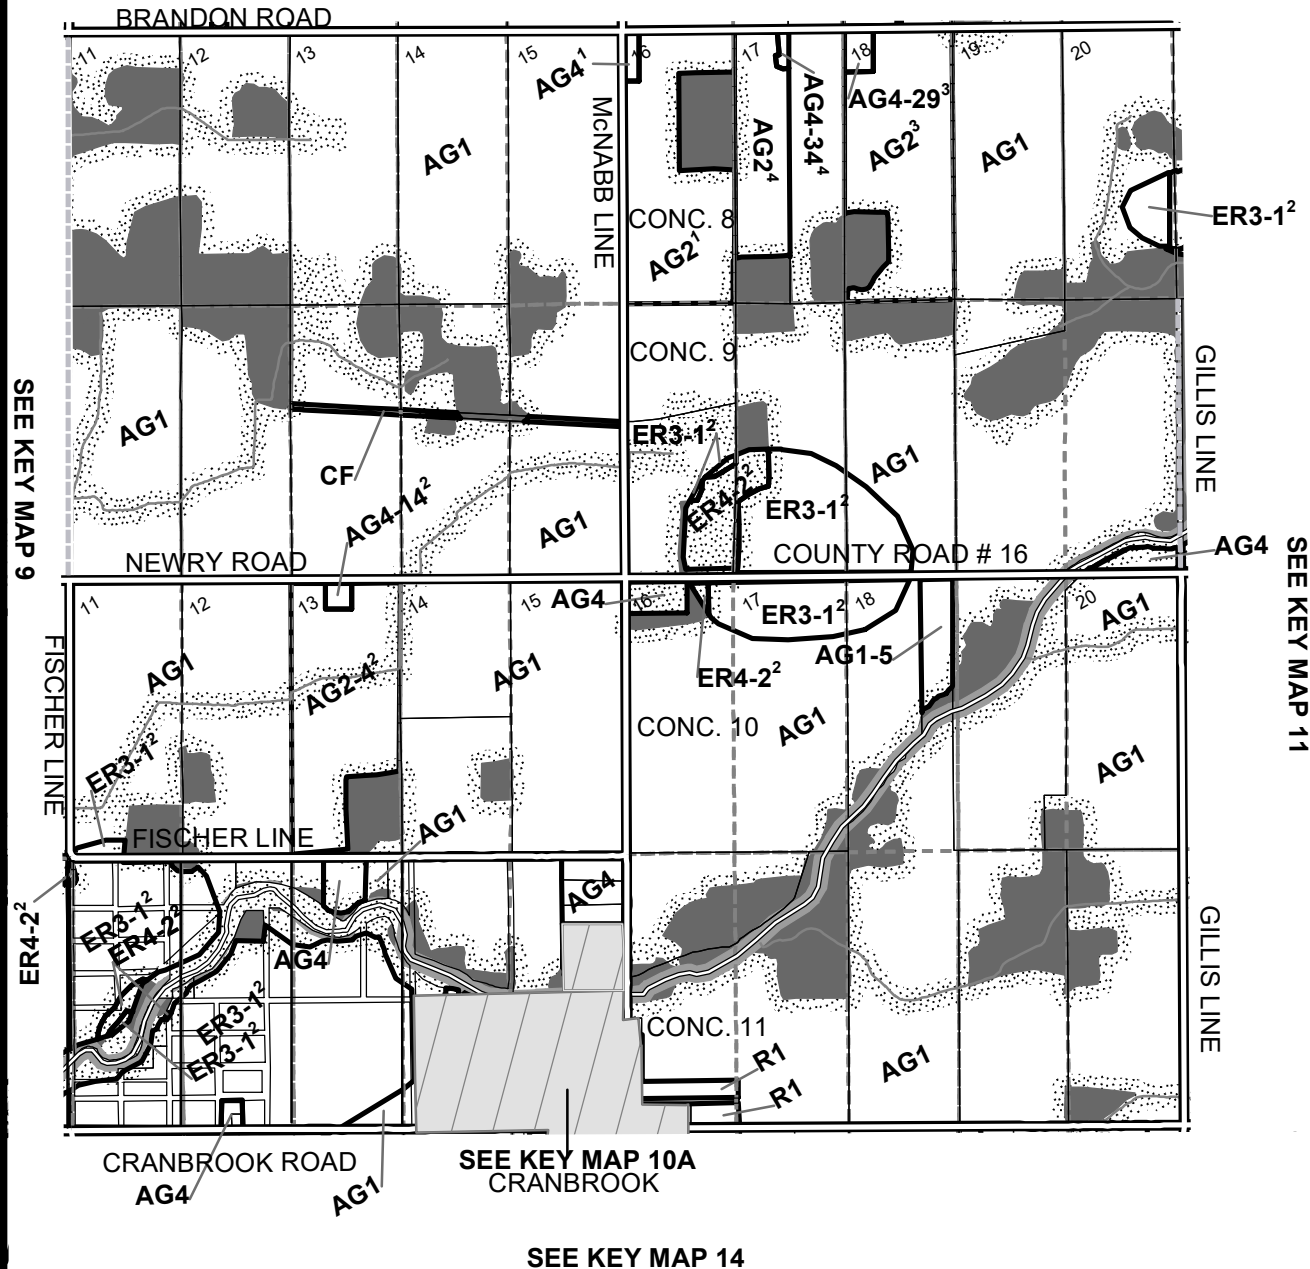 BRANDON ROAD
11
12
13
14
15
16
17
18
19
20
AG4¹
McNABB LINE
AG4-34⁴
AG4-29³
AG1
AG2⁴
AG2³
AG1
ER3-1²
CONC. 8
AG2¹
CONC. 9
GILLIS LINE
SEE KEY MAP 9
AG1
ER3-1²
AG1
CF
ER4-2²
AG4-14²
ER3-1²
AG1
NEWRY ROAD
COUNTY ROAD # 16
AG4
SEE KEY MAP 11
11
12
13
14
15
AG4
16
17
18
20
ER3-1²
AG1
FISCHER LINE
AG1
AG2-4²
AG1
AG1-5
ER4-2²
CONC. 10
AG1
AG1
ER3-1²
FISCHER LINE
AG1
AG4
ER4-2²
ER3-1²
ER4-2²
AG4
GILLIS LINE
ER3-1²
ER3-1²
CONC. 11
R1
R1
AG1
CRANBROOK ROAD
AG4
AG1
SEE KEY MAP 10A
CRANBROOK
SEE KEY MAP 14